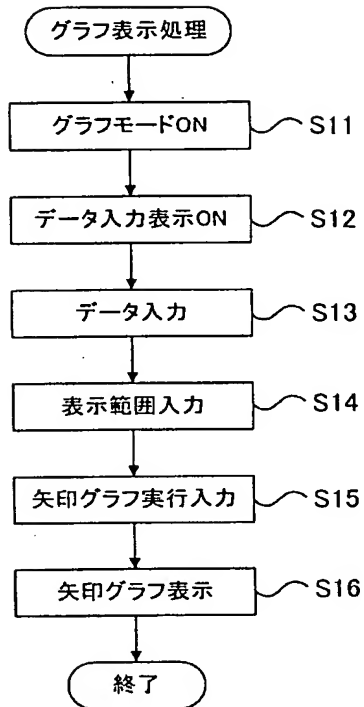 グラフ表示処理
グラフモードON S11
データ入力表示ON S12
データ入力 S13
表示範囲入力 S14
矢印グラフ実行入力 S15
矢印グラフ表示 S16
終了